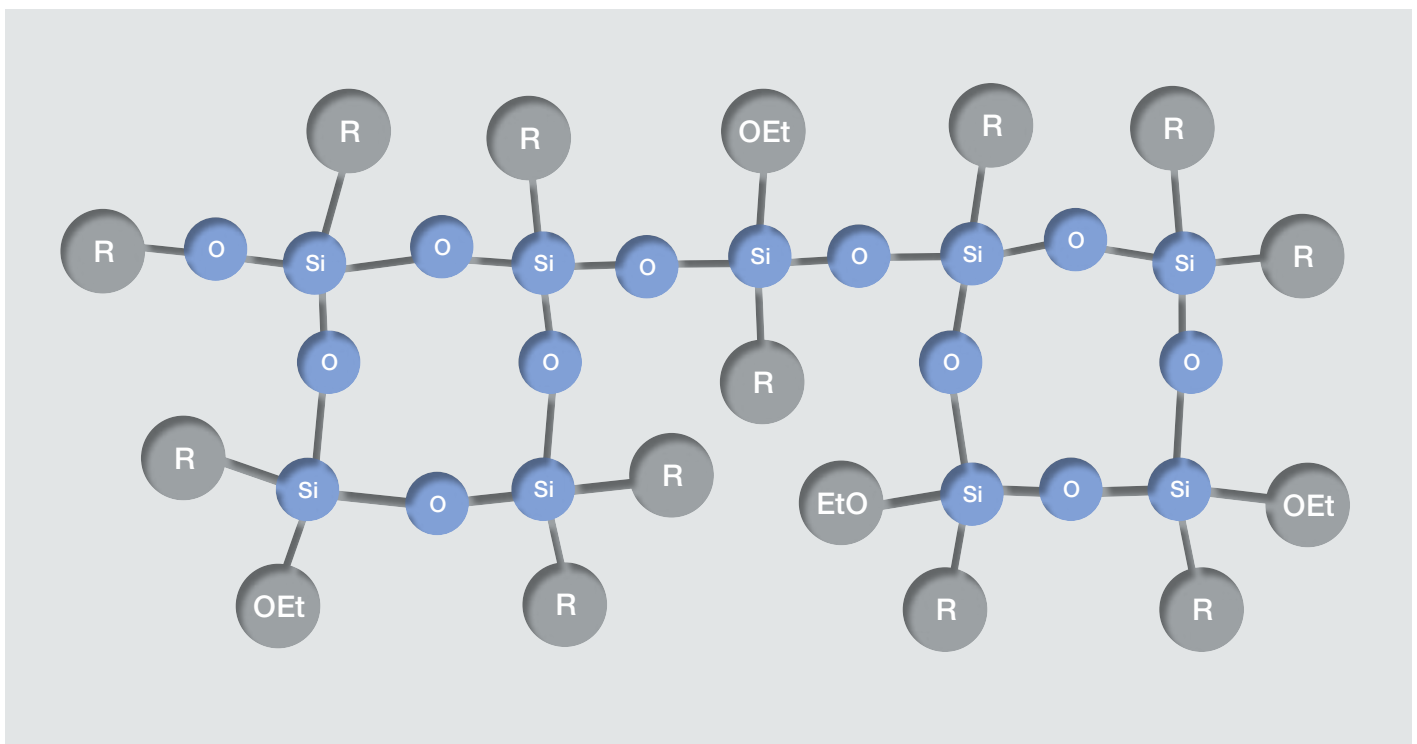 R R OEt R R
R O Si O Si O Si O Si O Si R
O O R O O
R Si O Si R EtO Si O Si OEt
OEt R R R